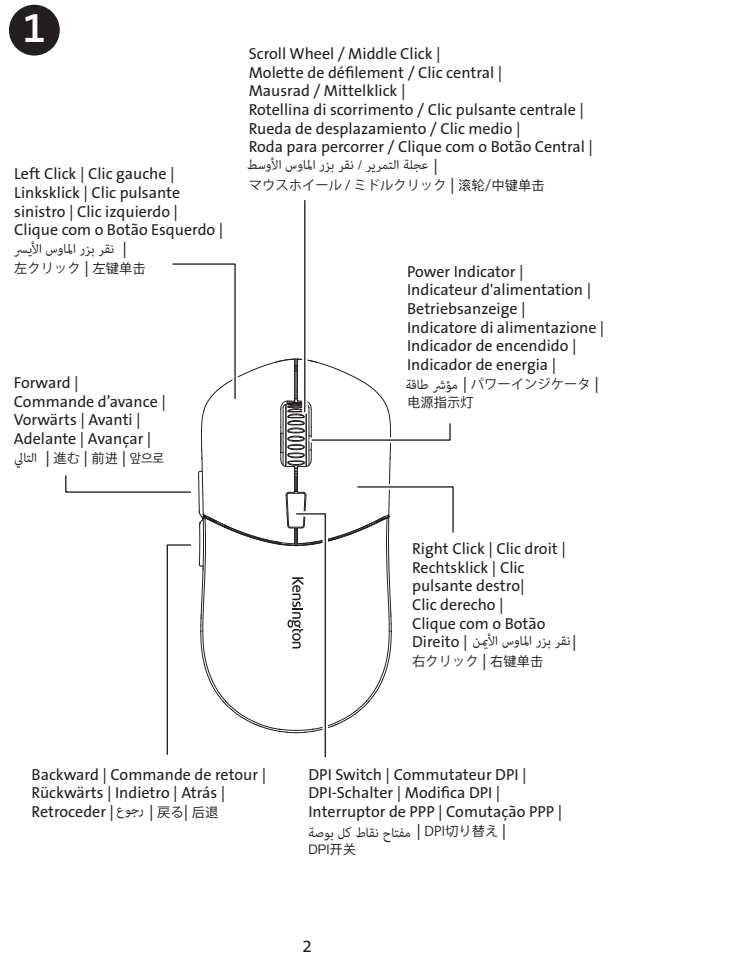 1
Scroll Wheel / Middle Click |
Molette de défilement / Clic central |
Mausrad / Mittelklick |
Rotellina di scorrimento / Clic pulsante centrale |
Rueda de desplazamiento / Clic medio |
Roda para percorrer / Clique com o Botão Central |
عجلة التمرير / نقر بزر الماوس الأوسط |
マウスホイール / ミドルクリック | 滚轮/中键单击
Left Click | Clic gauche |
Linksklick | Clic pulsante
sinistro | Clic izquierdo |
Clique com o Botão Esquerdo |
نقر بزر الماوس الأيسر |
左クリック | 左键单击
Power Indicator |
Indicateur d'alimentation |
Betriebsanzeige |
Indicatore di alimentazione |
Indicador de encendido |
Indicador de energia |
مؤشر طاقة | パワーインジケータ |
电源指示灯
Forward |
Commande d’avance |
Vorwärts | Avanti |
Adelante | Avançar |
التالي | 進む | 前进 | 앞으로
Right Click | Clic droit |
Rechtsklick | Clic
pulsante destro|
Clic derecho |
Clique com o Botão
Direito | نقر بزر الماوس الأيمن |
右クリック | 右键单击
Kensington
Backward | Commande de retour |
Rückwärts | Indietro | Atrás |
Retroceder | رجوع | 戻る| 后退
DPI Switch | Commutateur DPI |
DPI-Schalter | Modifica DPI |
Interruptor de PPP | Comutação PPP |
مفتاح نقاط كل بوصة | DPI切り替え |
DPI开关
2